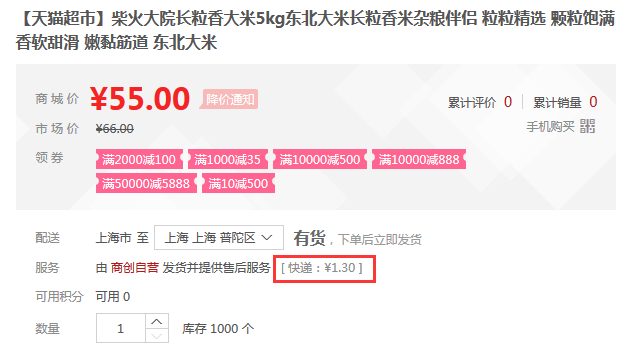 【天猫超市】柴火大院长粒香大米5kg东北大米长粒香米杂粮伴侣 粒粒精选 颗粒饱满
香软甜滑 嫩黏筋道 东北大米
商城价 ¥55.00 降价通知 累计评价 0 累计销量 0
市场价 ¥66.00 手机购买
领券 满2000减100 满1000减35 满10000减500 满10000减888
满50000减5888 满10减500
配送 上海市 至 上海 上海 普陀区 有货，下单后立即发货
服务 由 商创自营 发货并提供售后服务 [ 快递：¥1.30 ]
可用积分 可用 0
数量 1 库存 1000 个